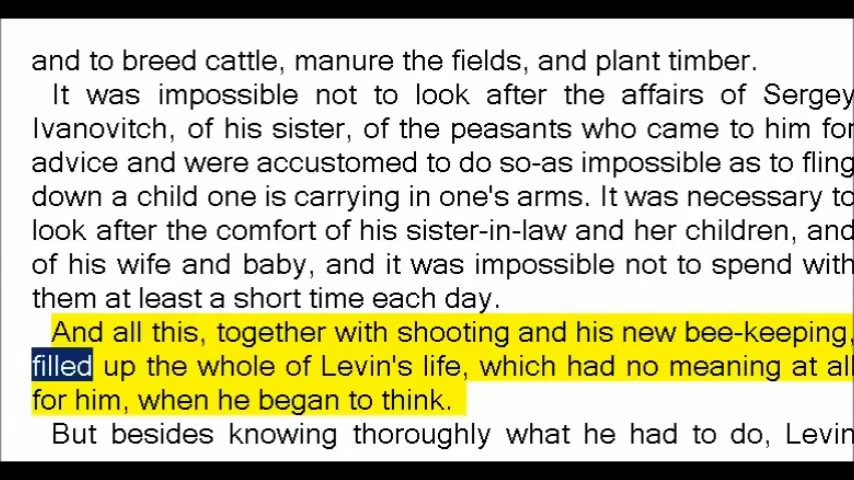 and to breed cattle, manure the fields, and plant timber.
It was impossible not to look after the affairs of Sergey
Ivanovitch, of his sister, of the peasants who came to him for
advice and were accustomed to do so-as impossible as to fling
down a child one is carrying in one's arms. It was necessary to
look after the comfort of his sister-in-law and her children, and
of his wife and baby, and it was impossible not to spend with
them at least a short time each day.
And all this, together with shooting and his new bee-keeping,
filled up the whole of Levin's life, which had no meaning at all
for him, when he began to think.
But besides knowing thoroughly what he had to do, Levin